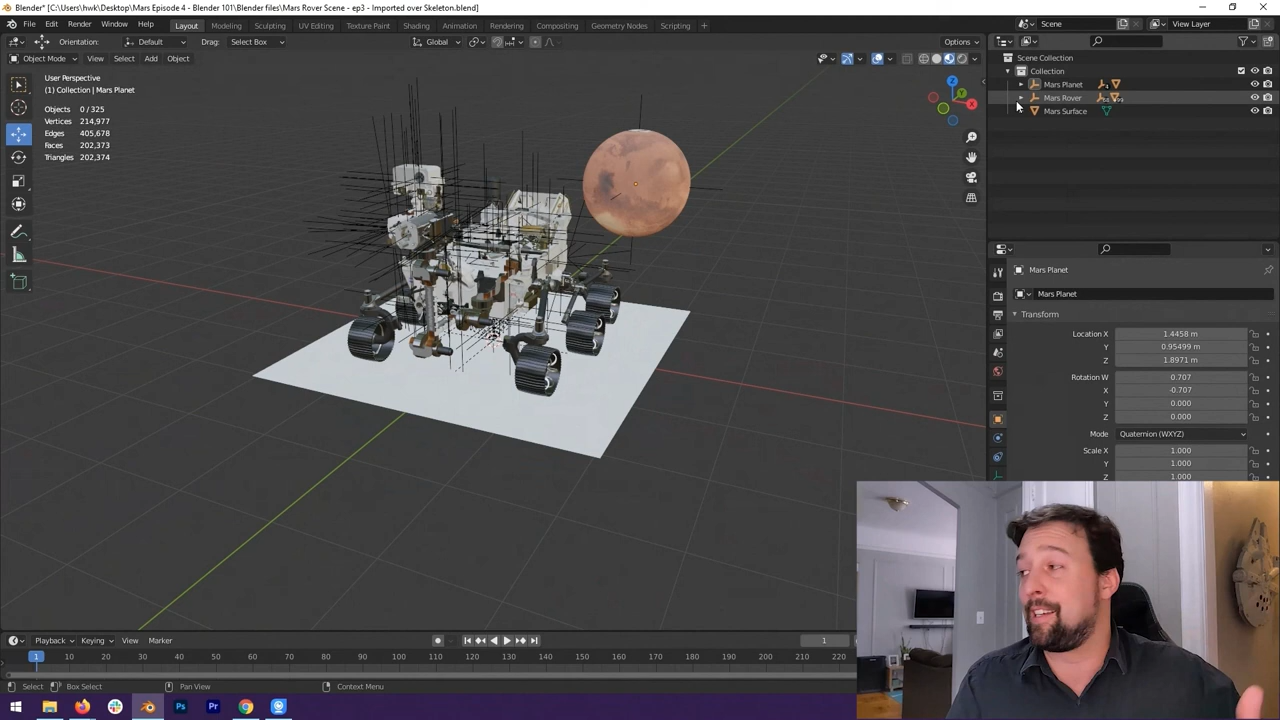 Blender* [C:\Users\hwk\Desktop\Mars Episode 4 - Blender 101\Blender files\Mars Rover Scene - ep3 - Imported over Skeleton.blend]
File Edit Render Window Help Layout Modeling Sculpting UV Editing Texture Paint Shading Animation Rendering Compositing Geometry Nodes Scripting + Scene View Layer
Orientation: Default Drag: Select Box Global Options
Object Mode View Select Add Object
User Perspective
(1) Collection | Mars Planet
Objects 0/325
Vertices 214,977
Edges 405,678
Faces 202,373
Triangles 202,374
Z
Y
X
Scene Collection
Collection
Mars Planet
Mars Rover
Mars Surface
Mars Planet
Mars Planet
Transform
Location X 1.4458 m
Y 0.95499 m
Z 1.8971 m
Rotation W 0.707
X -0.707
Y 0.000
Z 0.000
Mode Quaternion (WXYZ)
Scale X 1.000
Y 1.000
Z 1.000
Playback Keying View Marker 1
1 10 20 30 40 50 60 70 80 90 100 110 120 130 140 150 160 170 180 190 200 210 220
Select Box Select Pan View Context Menu
Ps Pr